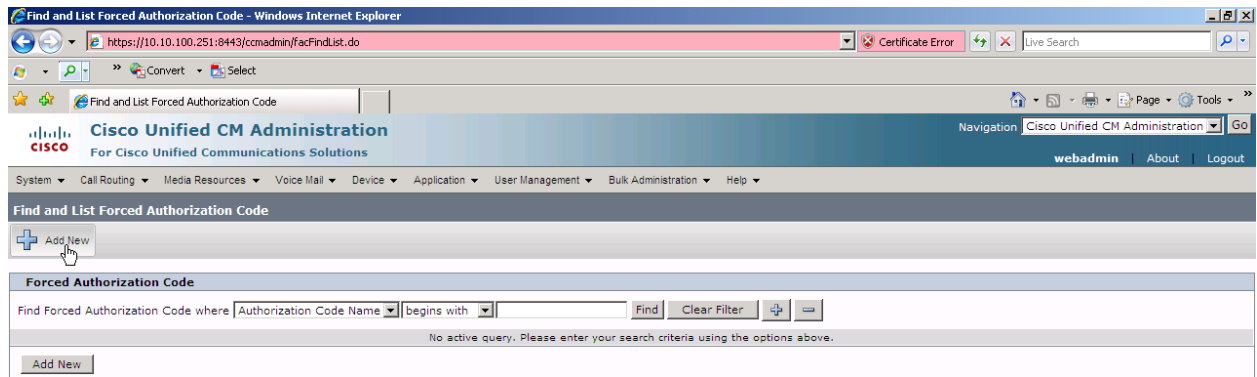 Find and List Forced Authorization Code - Windows Internet Explorer
https://10.10.100.251:8443/ccmadmin/facFindList.do Certificate Error Live Search
» Convert Select
Find and List Forced Authorization Code Page Tools »
CISCO Cisco Unified CM Administration Navigation Cisco Unified CM Administration Go
For Cisco Unified Communications Solutions webadmin | About | Logout
System Call Routing Media Resources Voice Mail Device Application User Management Bulk Administration Help
Find and List Forced Authorization Code
Add New
Forced Authorization Code
Find Forced Authorization Code where Authorization Code Name begins with Find Clear Filter
No active query. Please enter your search criteria using the options above.
Add New